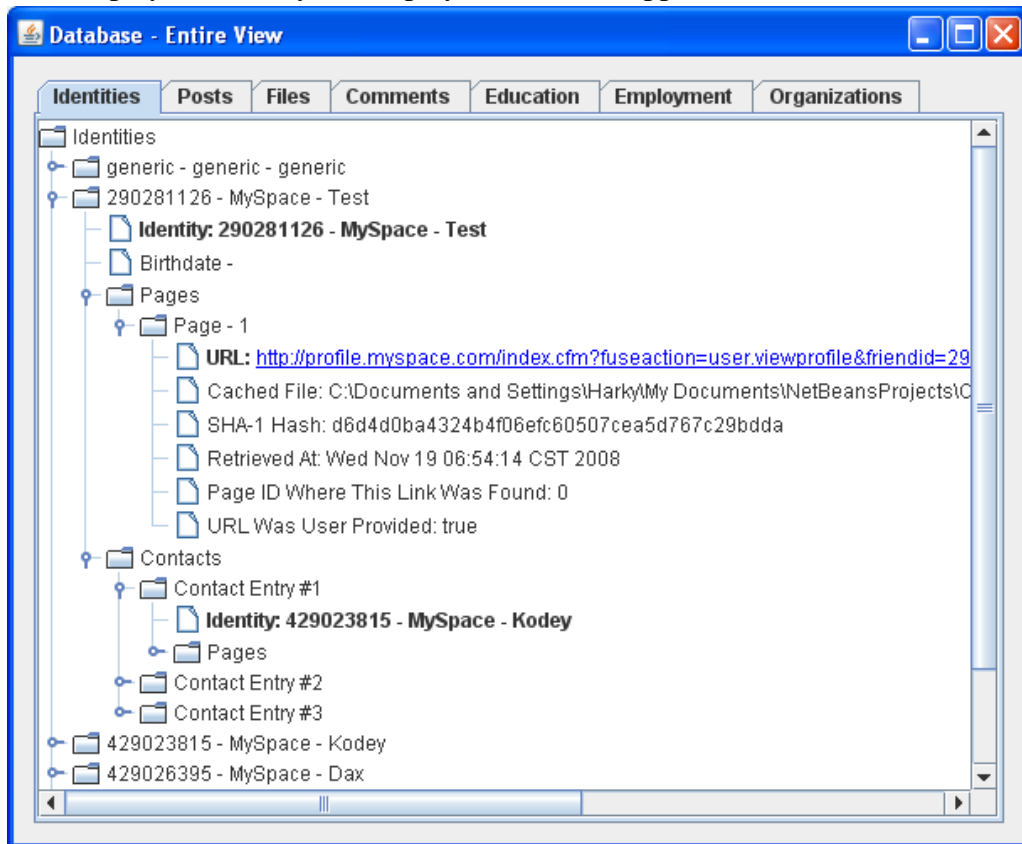 Database - Entire View
Identities Posts Files Comments Education Employment Organizations
Identities
generic - generic - generic
290281126 - MySpace - Test
Identity: 290281126 - MySpace - Test
Birthdate -
Pages
Page - 1
URL: http://profile.myspace.com/index.cfm?fuseaction=user.viewprofile&friendid=29
Cached File: C:\Documents and Settings\Harky\My Documents\NetBeansProjects\C
SHA-1 Hash: d6d4d0ba4324b4f06efc60507cea5d767c29bdda
Retrieved At: Wed Nov 19 06:54:14 CST 2008
Page ID Where This Link Was Found: 0
URL Was User Provided: true
Contacts
Contact Entry #1
Identity: 429023815 - MySpace - Kodey
Pages
Contact Entry #2
Contact Entry #3
429023815 - MySpace - Kodey
429026395 - MySpace - Dax